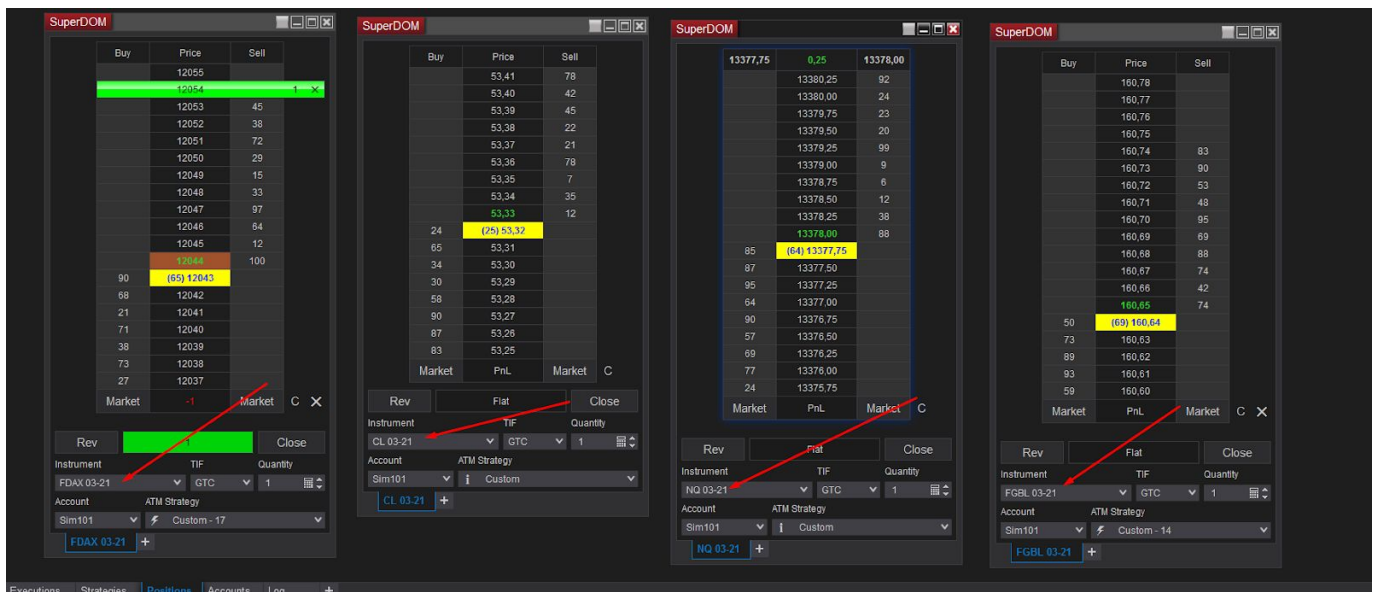 SuperDOM
Buy Price Sell
12055
12054 1 X
12053 45
12052 38
12051 72
12050 29
12049 15
12048 33
12047 97
12046 64
12045 12
12044 100
90 (65) 12043
68 12042
21 12041
71 12040
38 12039
73 12038
27 12037
Market -1 Market C X
Rev 1 Close
Instrument TIF Quantity
FDAX 03-21 GTC 1
Account ATM Strategy
Sim101 Custom - 17
FDAX 03-21 +
SuperDOM
Buy Price Sell
53,41 78
53,40 42
53,39 45
53,38 22
53,37 21
53,36 78
53,35 7
53,34 35
53,33 12
24 (25) 53,32
65 53,31
34 53,30
30 53,29
58 53,28
90 53,27
87 53,26
83 53,25
Market PnL Market C
Rev Flat Close
Instrument TIF Quantity
CL 03-21 GTC 1
Account ATM Strategy
Sim101 i Custom
CL 03-21 +
SuperDOM
13377,75 0,25 13378,00
13380,25 92
13380,00 24
13379,75 23
13379,50 20
13379,25 99
13379,00 9
13378,75 6
13378,50 12
13378,25 38
13378,00 88
85 (64) 13377,75
87 13377,50
95 13377,25
64 13377,00
90 13376,75
57 13376,50
69 13376,25
77 13376,00
24 13375,75
Market PnL Market C
Rev Flat Close
Instrument TIF Quantity
NQ 03-21 GTC 1
Account ATM Strategy
Sim101 i Custom
NQ 03-21 +
SuperDOM
Buy Price Sell
160,78
160,77
160,76
160,75
160,74 83
160,73 90
160,72 53
160,71 48
160,70 95
160,69 69
160,68 88
160,67 74
160,66 42
160,65 74
50 (69) 160,64
73 160,63
89 160,62
93 160,61
59 160,60
Market PnL Market C X
Rev Flat Close
Instrument TIF Quantity
FGBL 03-21 GTC 1
Account ATM Strategy
Sim101 Custom - 14
FGBL 03-21 +
Executions Strategies Positions Accounts Log +